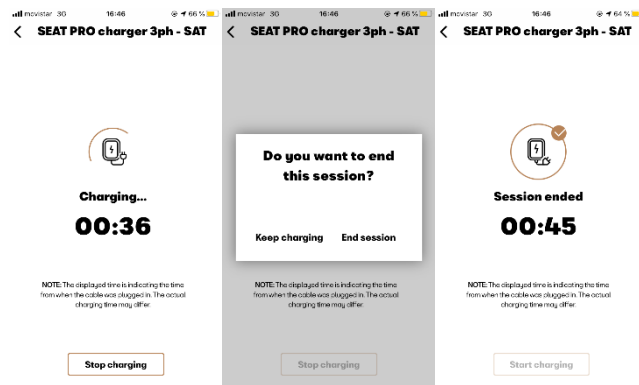 movistar 3G 16:46 66 %
SEAT PRO charger 3ph - SAT
Charging...
00:36
NOTE: The displayed time is indicating the time
from when the cable was plugged in. The actual
charging time may differ.
Stop charging
movistar 3G 16:46 66 %
SEAT PRO charger 3ph - SAT
Do you want to end
this session?
Keep charging End session
NOTE: The displayed time is indicating the time
from when the cable was plugged in. The actual
charging time may differ.
Stop charging
movistar 3G 16:46 64 %
SEAT PRO charger 3ph - SAT
Session ended
00:45
NOTE: The displayed time is indicating the time
from when the cable was plugged in. The actual
charging time may differ.
Start charging